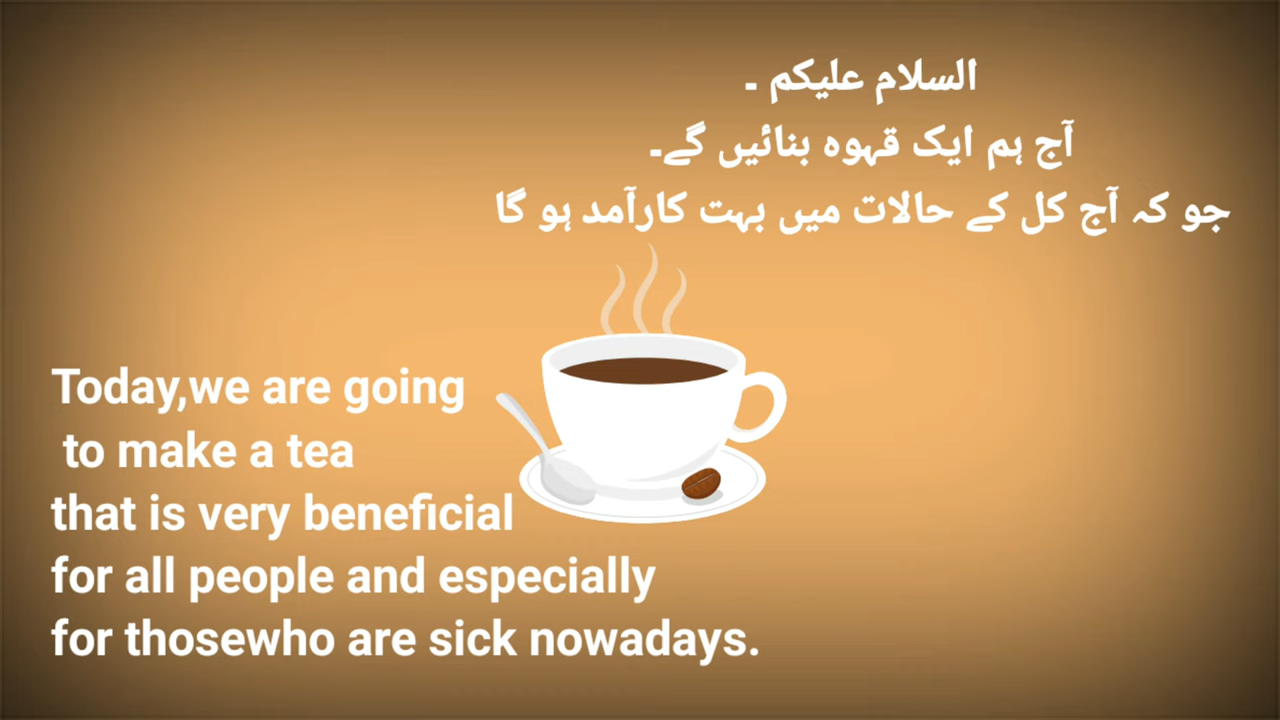 السلام علیکم ۔
آج ہم ایک قہوہ بنائیں گے۔
جو کہ آج کل کے حالات میں بہت کارآمد ہو گا
Today,we are going
to make a tea
that is very beneficial
for all people and especially
for thosewho are sick nowadays.